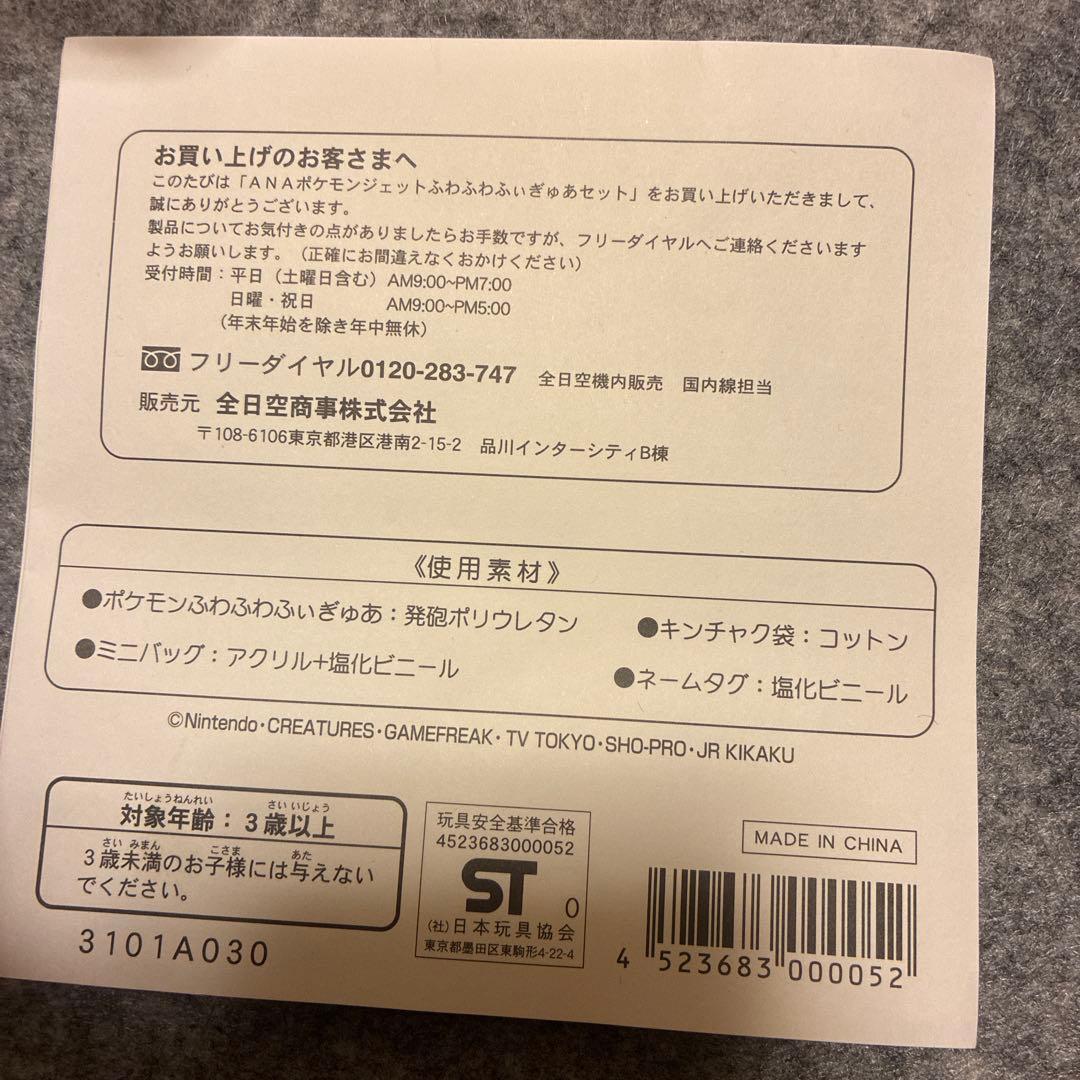 お買い上げのお客さまへ
このたびは「ANAポケモンジェットふわふわふぃぎゅあセット」をお買い上げいただきまして、
誠にありがとうございます。
製品についてお気付きの点がありましたらお手数ですが、フリーダイヤルへご連絡くださいます
ようお願いします。(正確にお間違えなくおかけください)
受付時間：平日(土曜日含む) AM9:00~PM7:00
日曜・祝日 AM9:00~PM5:00
(年末年始を除き年中無休)
フリーダイヤル0120-283-747 全日空機内販売 国内線担当
販売元 全日空商事株式会社
〒108-6106東京都港区港南2-15-2 品川インターシティB棟
《使用素材》
●ポケモンふわふわふぃぎゅあ：発砲ポリウレタン
●キンチャク袋：コットン
●ミニバッグ：アクリル+塩化ビニール
●ネームタグ：塩化ビニール
©Nintendo・CREATURES・GAMEFREAK・TV TOKYO・SHO-PRO・JR KIKAKU
たいしょうねんれい さいいじょう
対象年齢：3歳以上
さい みまん こさま あた
3歳未満のお子様には与えない
でください。
3101A030
玩具安全基準合格
4523683000052
ST 0
(社)日本玩具協会
東京都墨田区東駒形4-22-4
MADE IN CHINA
4 523683 000052